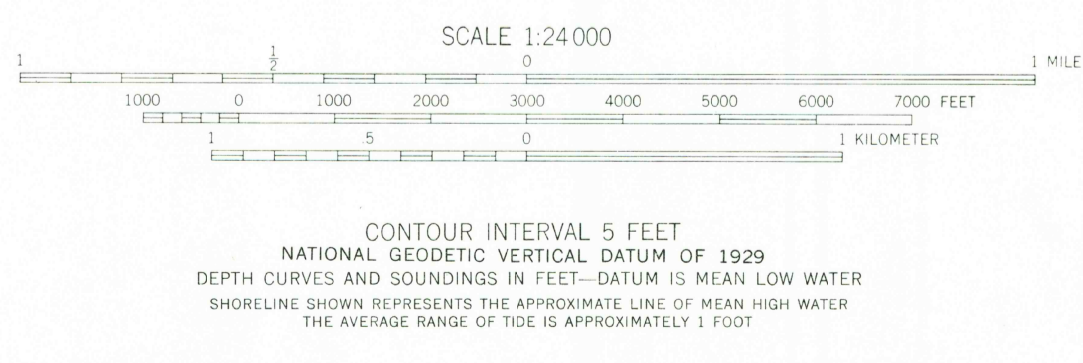 SCALE 1:24 000
1 1/2 0 1 MILE
1000 0 1000 2000 3000 4000 5000 6000 7000 FEET
1 .5 0 1 KILOMETER
CONTOUR INTERVAL 5 FEET
NATIONAL GEODETIC VERTICAL DATUM OF 1929
DEPTH CURVES AND SOUNDINGS IN FEET—DATUM IS MEAN LOW WATER
SHORELINE SHOWN REPRESENTS THE APPROXIMATE LINE OF MEAN HIGH WATER
THE AVERAGE RANGE OF TIDE IS APPROXIMATELY 1 FOOT